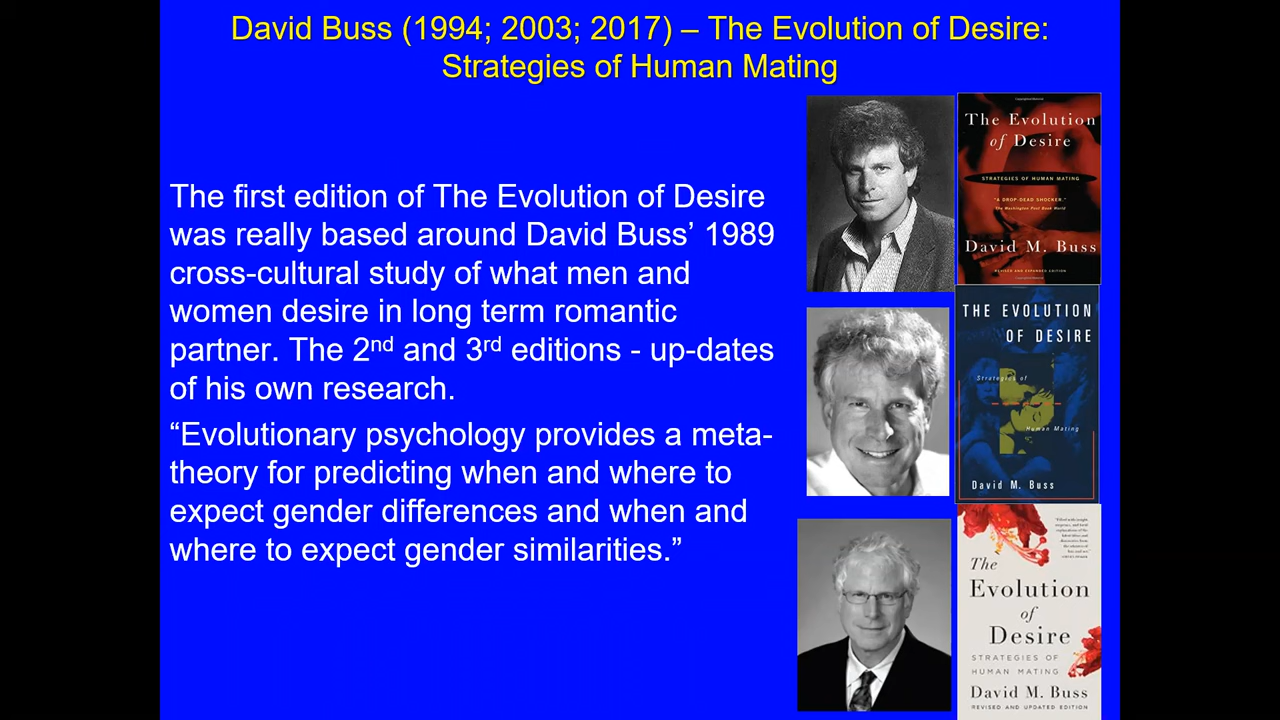 David Buss (1994; 2003; 2017) – The Evolution of Desire:
Strategies of Human Mating
The first edition of The Evolution of Desire
was really based around David Buss’ 1989
cross-cultural study of what men and
women desire in long term romantic
partner. The 2nd and 3rd editions - up-dates
of his own research.
“Evolutionary psychology provides a meta-
theory for predicting when and where to
expect gender differences and when and
where to expect gender similarities.”
The Evolution
of Desire
STRATEGIES OF HUMAN MATING
"A DROP-DEAD SHOCKER."
The Washington Post Book World
David M. Buss
REVISED AND EXPANDED EDITION
THE EVOLUTION
OF DESIRE
Strategies of
Human Mating
David M. Buss
The
Evolution
of
Desire
STRATEGIES OF
HUMAN MATING
David M. Buss
REVISED AND UPDATED EDITION